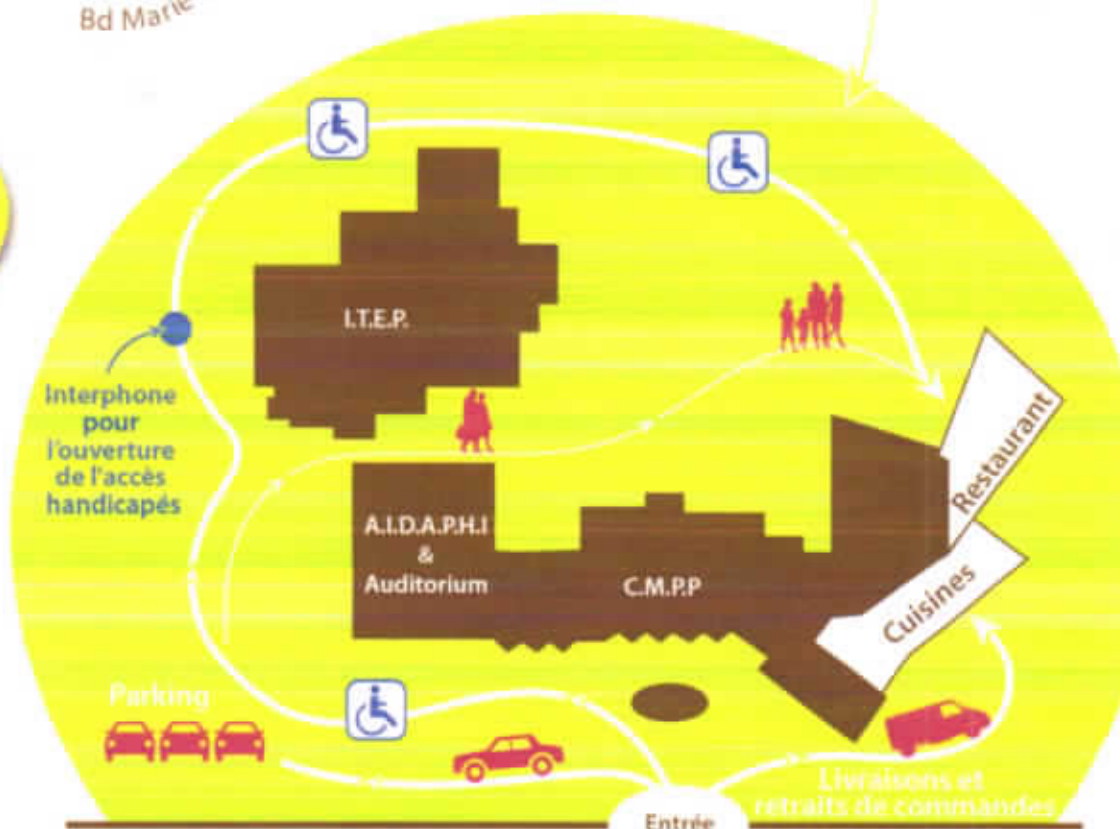 Bd Marie
I.T.E.P.
Interphone
pour
l'ouverture
de l'accès
handicapés
A.I.D.A.P.H.I
&
Auditorium
C.M.P.P
Restaurant
Cuisines
Parking
Livraisons et
retraits de commandes
Entrée